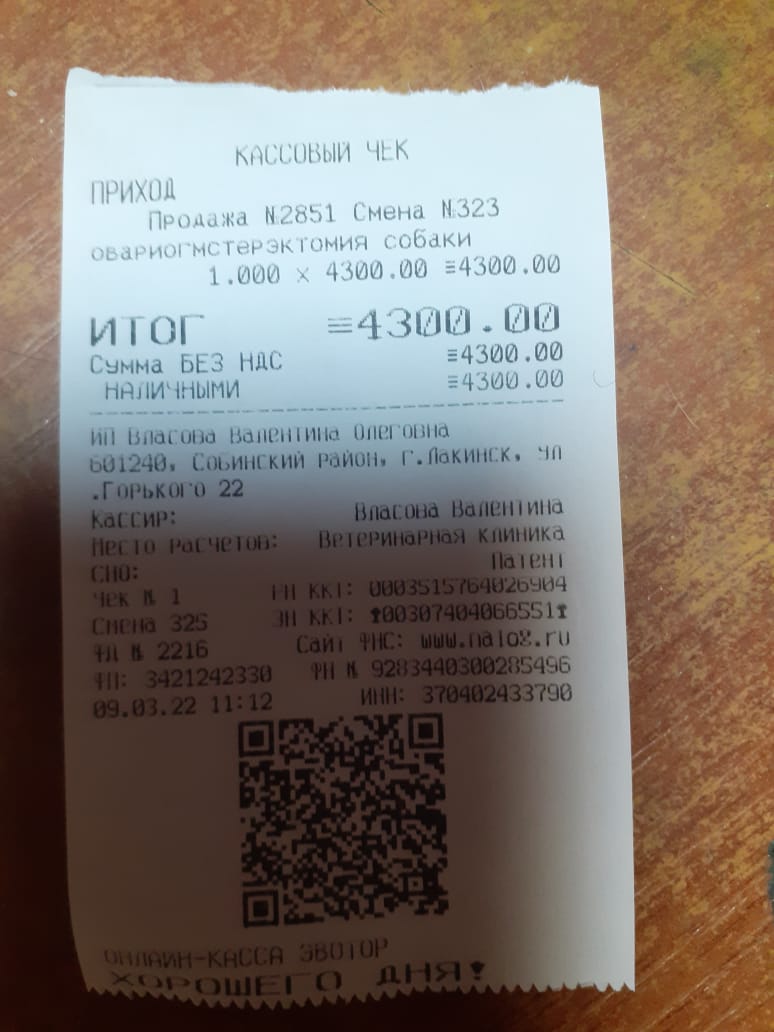 КАССОВЫЙ ЧЕК
ПРИХОД
Продажа №2851 Смена №323
овариогмстерэктомия собаки
1.000 × 4300.00 ≡4300.00
ИТОГ ≡4300.00
Сумма БЕЗ НДС ≡4300.00
НАЛИЧНЫМИ ≡4300.00
ИП Власова Валентина Олеговна
601240, Собинский район, г.Лакинск, ул
.Горького 22
Кассир: Власова Валентина
Место расчетов: Ветеринарная клиника
СНО: Патент
Чек № 1 РН ККТ: 0003515764026904
Смена 325 ЗН ККТ: 00307404066551
ФД № 2216 Сайт ФНС: www.nalog.ru
ФП: 3421242330 ФН № 9283440300285496
09.03.22 11:12 ИНН: 370402433790
ОНЛАЙН-КАССА ЭВОТОР
ХОРОШЕГО ДНЯ!